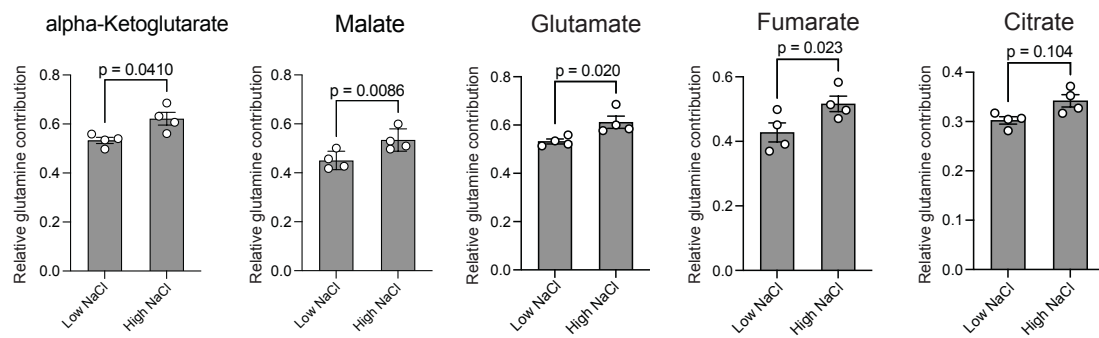 alpha-Ketoglutarate
Relative glutamine contribution
0.8
0.6
0.4
0.2
0.0
p = 0.0410
Low NaCl
High NaCl
Malate
Relative glutamine contribution
0.8
0.6
0.4
0.2
0.0
p = 0.0086
Low NaCl
High NaCl
Glutamate
Relative glutamine contribution
0.8
0.6
0.4
0.2
0.0
p = 0.020
Low NaCl
High NaCl
Fumarate
Relative glutamine contribution
0.6
0.4
0.2
0.0
p = 0.023
Low NaCl
High NaCl
Citrate
Relative glutamine contribution
0.4
0.3
0.3
0.1
0.0
p = 0.104
Low NaCl
High NaCl